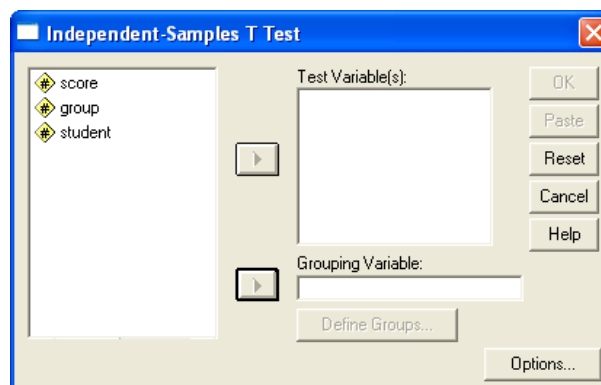 Independent-Samples T Test
score
group
student
Test Variable(s):
Grouping Variable:
Define Groups...
OK
Paste
Reset
Cancel
Help
Options...